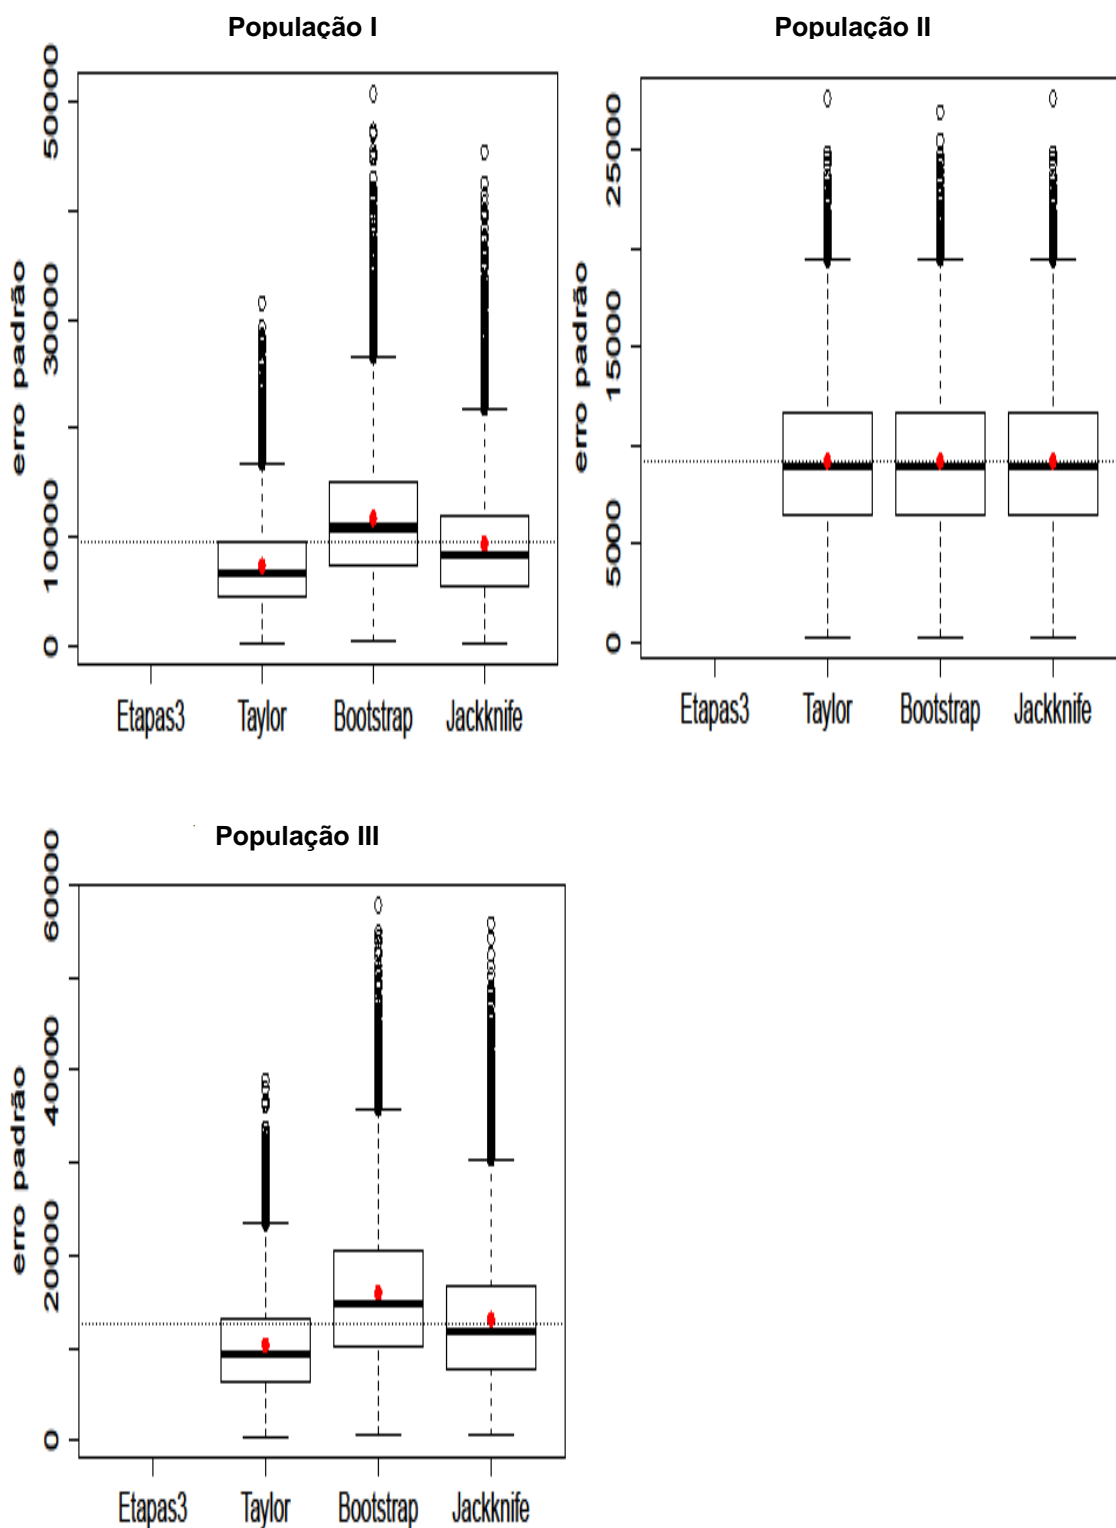 População I
erro padrão
50000
30000
10000
0
Etapas3 Taylor Bootstrap Jackknife
População II
erro padrão
25000
15000
5000
0
Etapas3 Taylor Bootstrap Jackknife
População III
erro padrão
60000
40000
20000
0
Etapas3 Taylor Bootstrap Jackknife